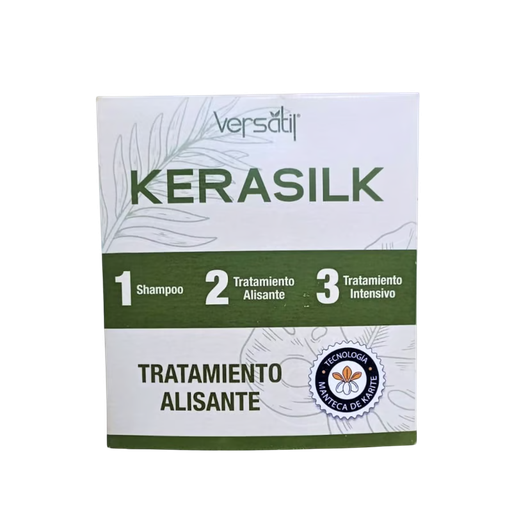 versátil®
KERASILK
1 Shampoo
2 Tratamiento
Alisante
3 Tratamiento
Intensivo
TRATAMIENTO
ALISANTE
TECNOLOGÍA
MANTECA DE KARITE